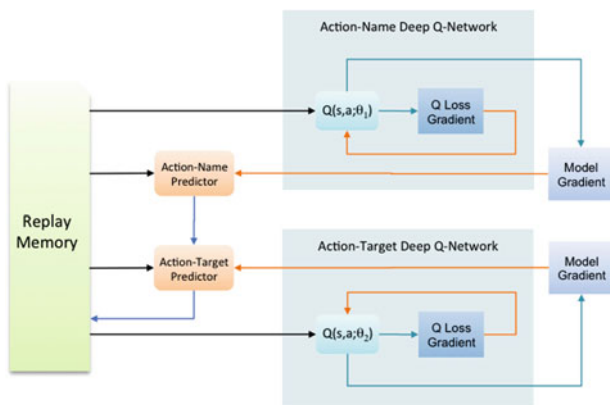 Action-Name Deep Q-Network
Q(s,a;θ₁)
Q Loss
Gradient
Action-Name
Predictor
Model
Gradient
Replay
Memory
Action-Target
Predictor
Action-Target Deep Q-Network
Model
Gradient
Q(s,a;θ₂)
Q Loss
Gradient